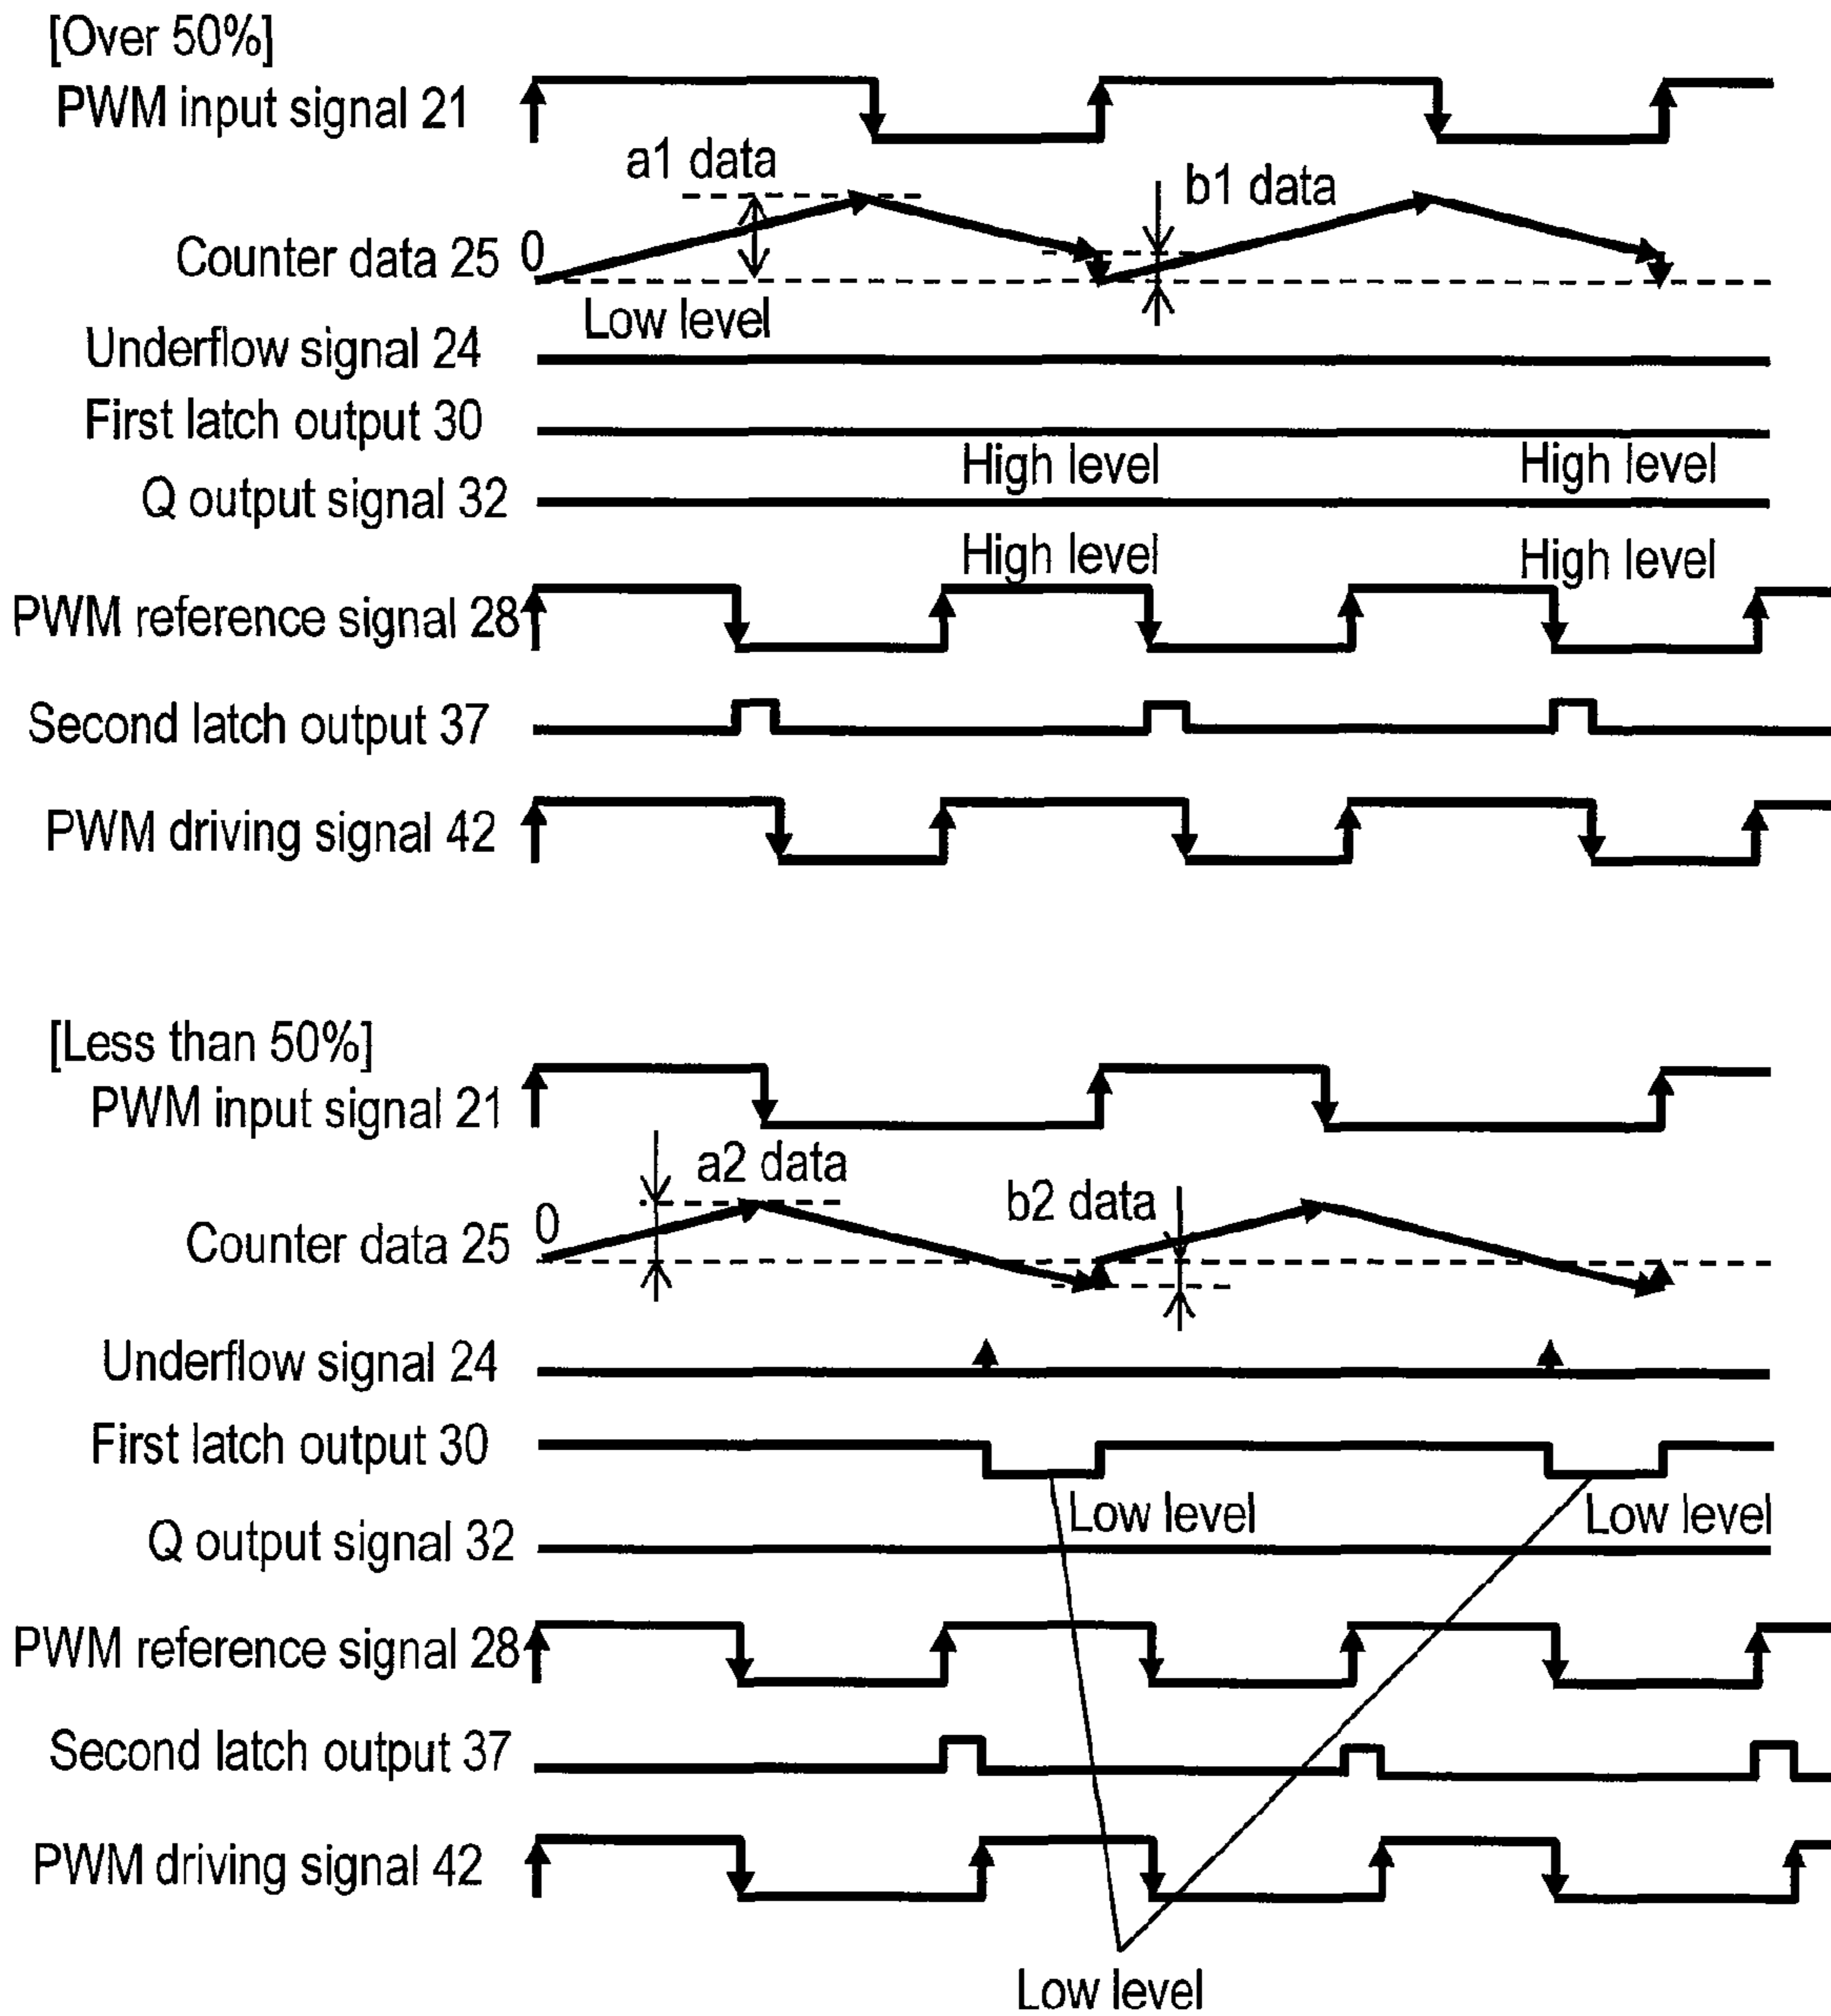 [Over 50%]
PWM input signal 21
a1 data
b1 data
Counter data 25 0
Low level
Underflow signal 24
First latch output 30
High level High level
Q output signal 32
High level High level
PWM reference signal 28
Second latch output 37
PWM driving signal 42
[Less than 50%]
PWM input signal 21
a2 data
b2 data
Counter data 25 0
Underflow signal 24
First latch output 30
Low level Low level
Q output signal 32
PWM reference signal 28
Second latch output 37
PWM driving signal 42
Low level